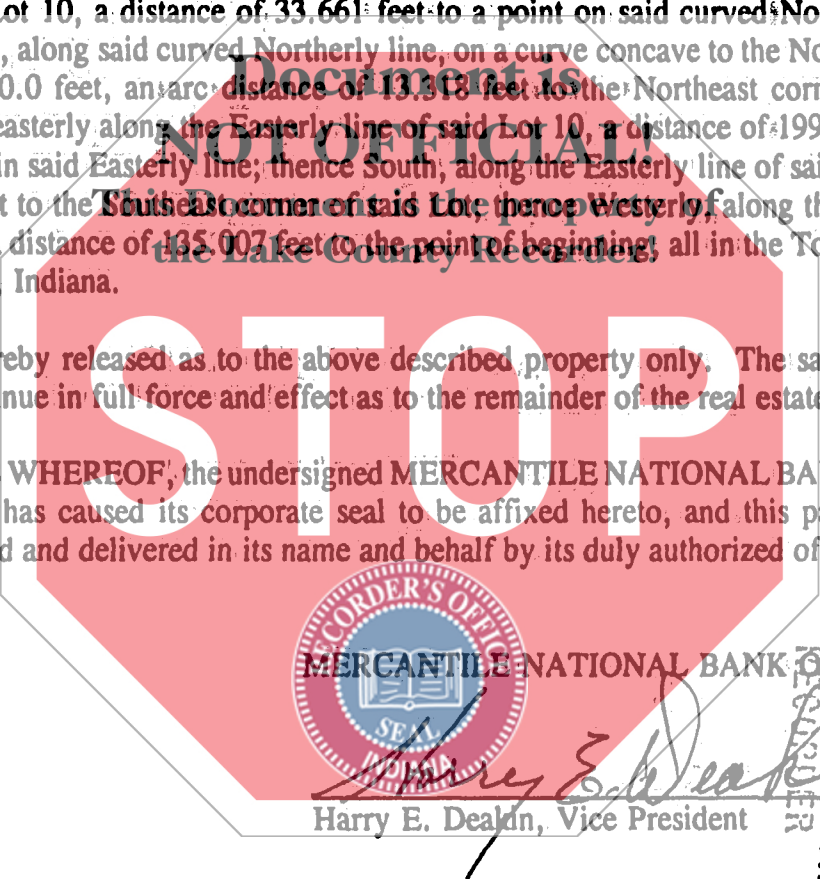 ot 10, a distance of 33.661 feet to a point on said curved No
, along said curved Northerly line, on a curve concave to the No
0.0 feet, an arc distance of 13.318 feet to the Northeast corn
easterly along the Easterly line of said Lot 10, a distance of 199
in said Easterly line; thence South, along the Easterly line of sai
t to the Southeast corner of said Lot; thence Westerly, along th
distance of 135.007 feet to the point of beginning, all in the To
Indiana.
Document is
NOT OFFICIAL!
This Document is the property of
the Lake County Recorder!
STOP
reby released as to the above described property only. The sa
nue in full force and effect as to the remainder of the real estate
WHEREOF, the undersigned MERCANTILE NATIONAL BA
has caused its corporate seal to be affixed hereto, and this p
d and delivered in its name and behalf by its duly authorized of
RECORDER'S OFFICE
SEAL
INDIANA
MERCANTILE NATIONAL BANK O
Harry E. Deak
Harry E. Deakin, Vice President
RECORDER